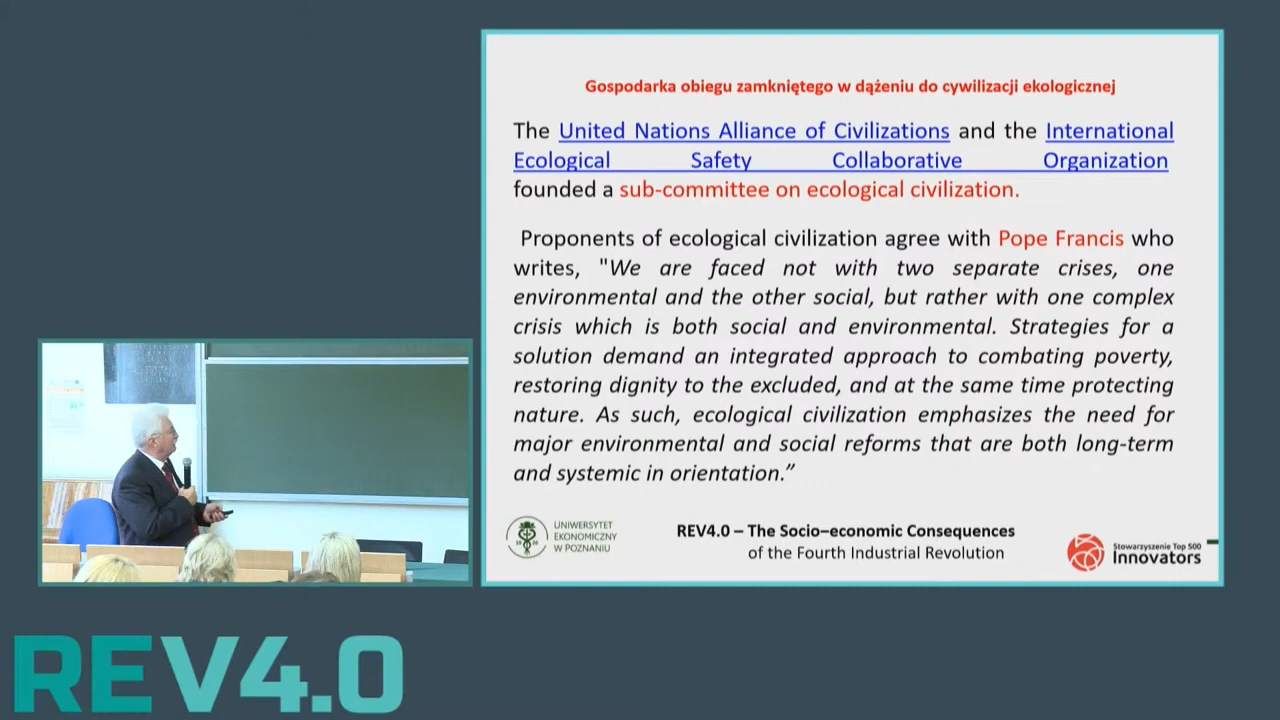 Gospodarka obiegu zamkniętego w dążeniu do cywilizacji ekologicznej
The United Nations Alliance of Civilizations and the International
Ecological Safety Collaborative Organization
founded a sub-committee on ecological civilization.
Proponents of ecological civilization agree with Pope Francis who
writes, "We are faced not with two separate crises, one
environmental and the other social, but rather with one complex
crisis which is both social and environmental. Strategies for a
solution demand an integrated approach to combating poverty,
restoring dignity to the excluded, and at the same time protecting
nature. As such, ecological civilization emphasizes the need for
major environmental and social reforms that are both long-term
and systemic in orientation.”
UNIWERSYTET
EKONOMICZNY
W POZNANIU
REV4.0 – The Socio–economic Consequences
of the Fourth Industrial Revolution
Stowarzyszenie Top 500
Innovators
REV4.0